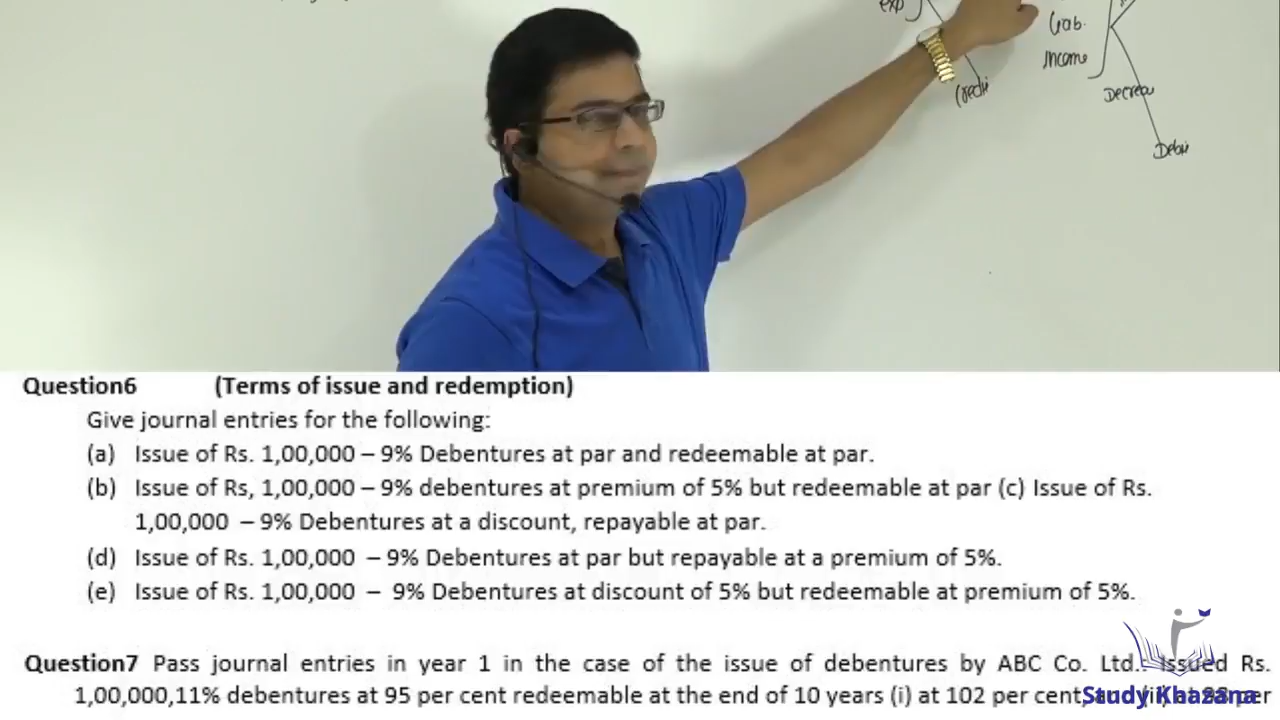 exp
Credi
Liab.
Income
Decrea
Debi
Question6 (Terms of issue and redemption)
Give journal entries for the following:
(a) Issue of Rs. 1,00,000 – 9% Debentures at par and redeemable at par.
(b) Issue of Rs, 1,00,000 – 9% debentures at premium of 5% but redeemable at par (c) Issue of Rs.
1,00,000 – 9% Debentures at a discount, repayable at par.
(d) Issue of Rs. 1,00,000 – 9% Debentures at par but repayable at a premium of 5%.
(e) Issue of Rs. 1,00,000 – 9% Debentures at discount of 5% but redeemable at premium of 5%.
Question7 Pass journal entries in year 1 in the case of the issue of debentures by ABC Co. Ltd.: Issued Rs.
1,00,000,11% debentures at 95 per cent redeemable at the end of 10 years (i) at 102 per cent, per
Study Khazana